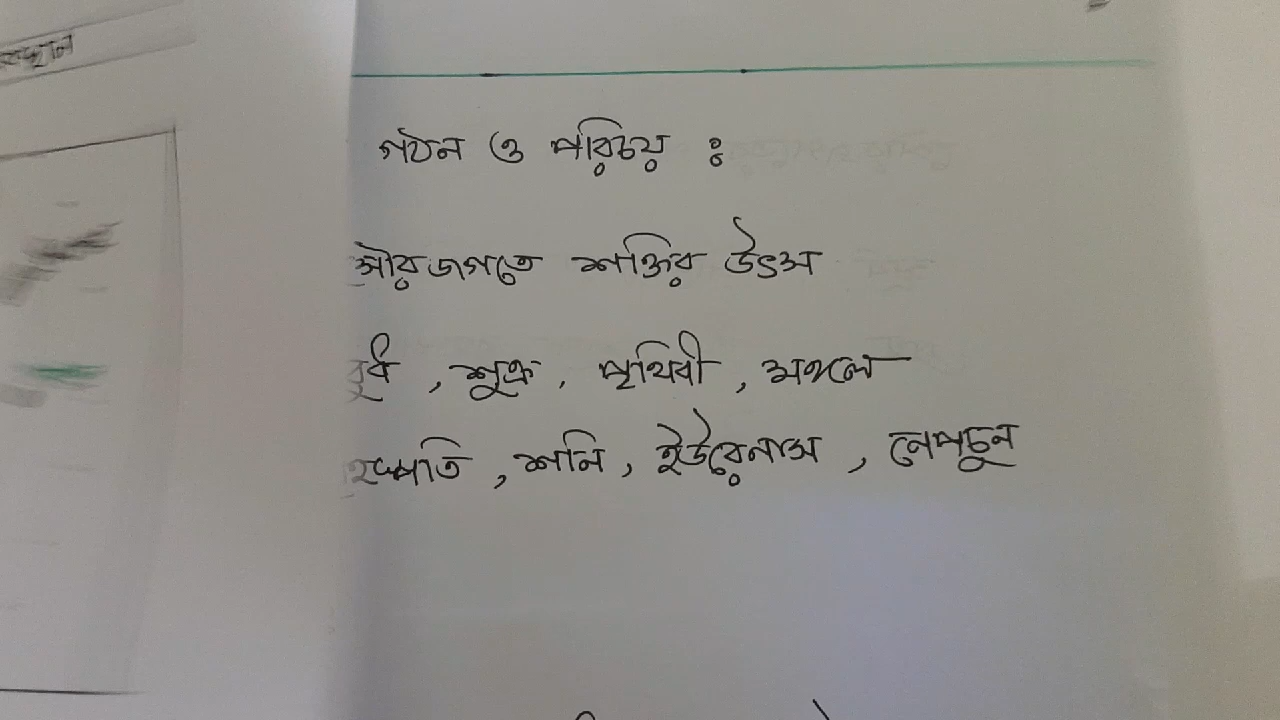 গঠন ও পরিচয় ঃ
সৌরজগতে শক্তির উৎস
বুধ , শুক্র , পৃথিবী , মঙ্গল
হস্পতি , শনি , ইউরেনাস , নেপচুন